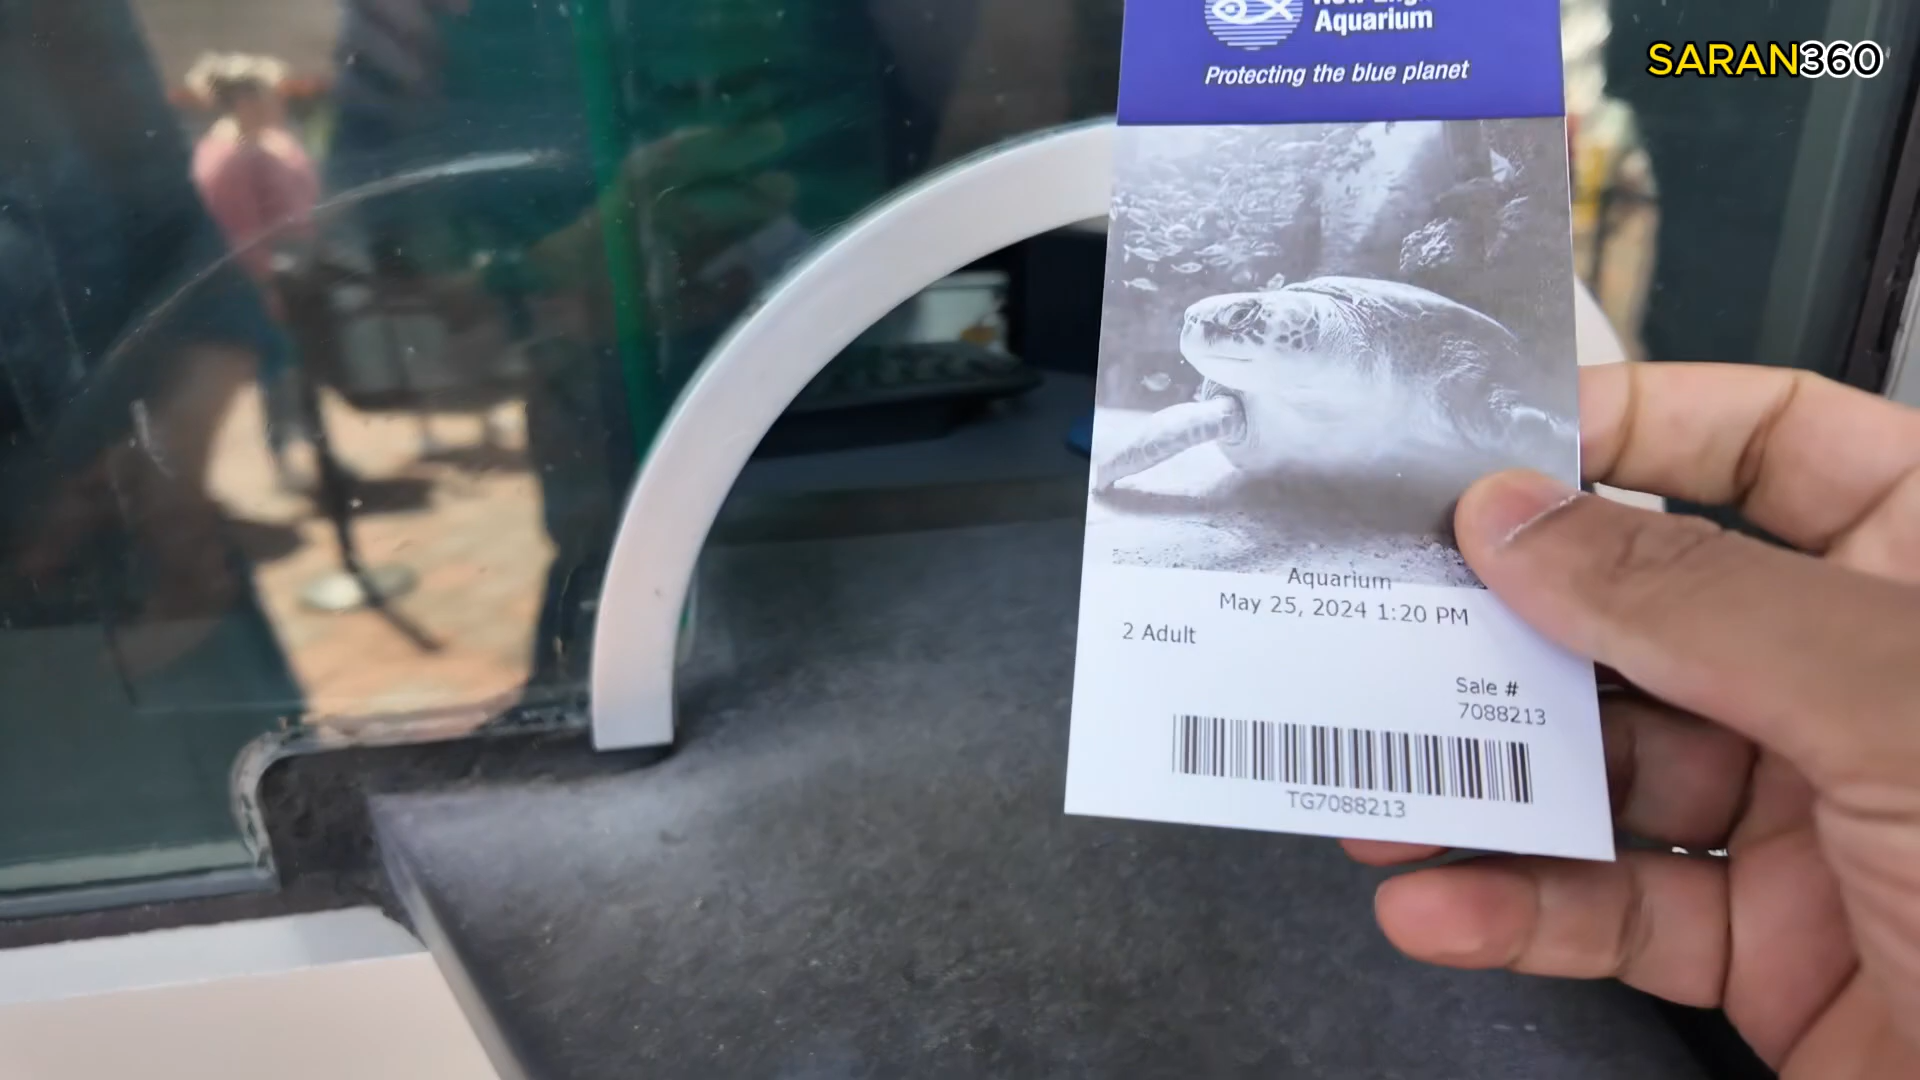 Aquarium
Protecting the blue planet
SARAN360
Aquarium
May 25, 2024 1:20 PM
2 Adult
Sale #
7088213
TG7088213